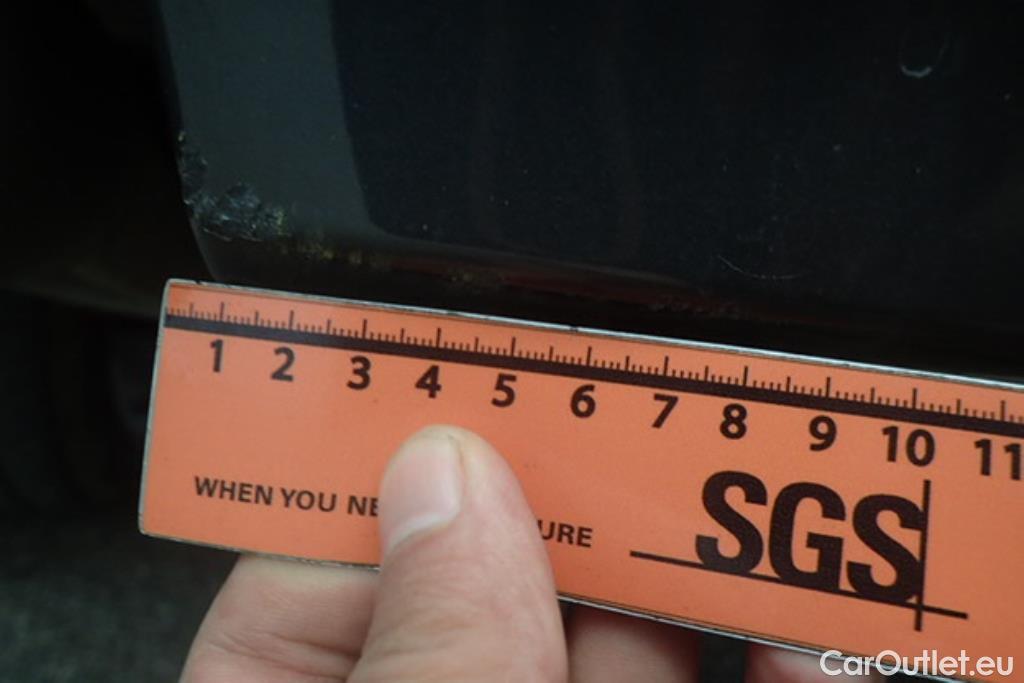 1 2 3 4 5 6 7 8 9 10 11
WHEN YOU NE URE
SGS
CarOutlet.eu